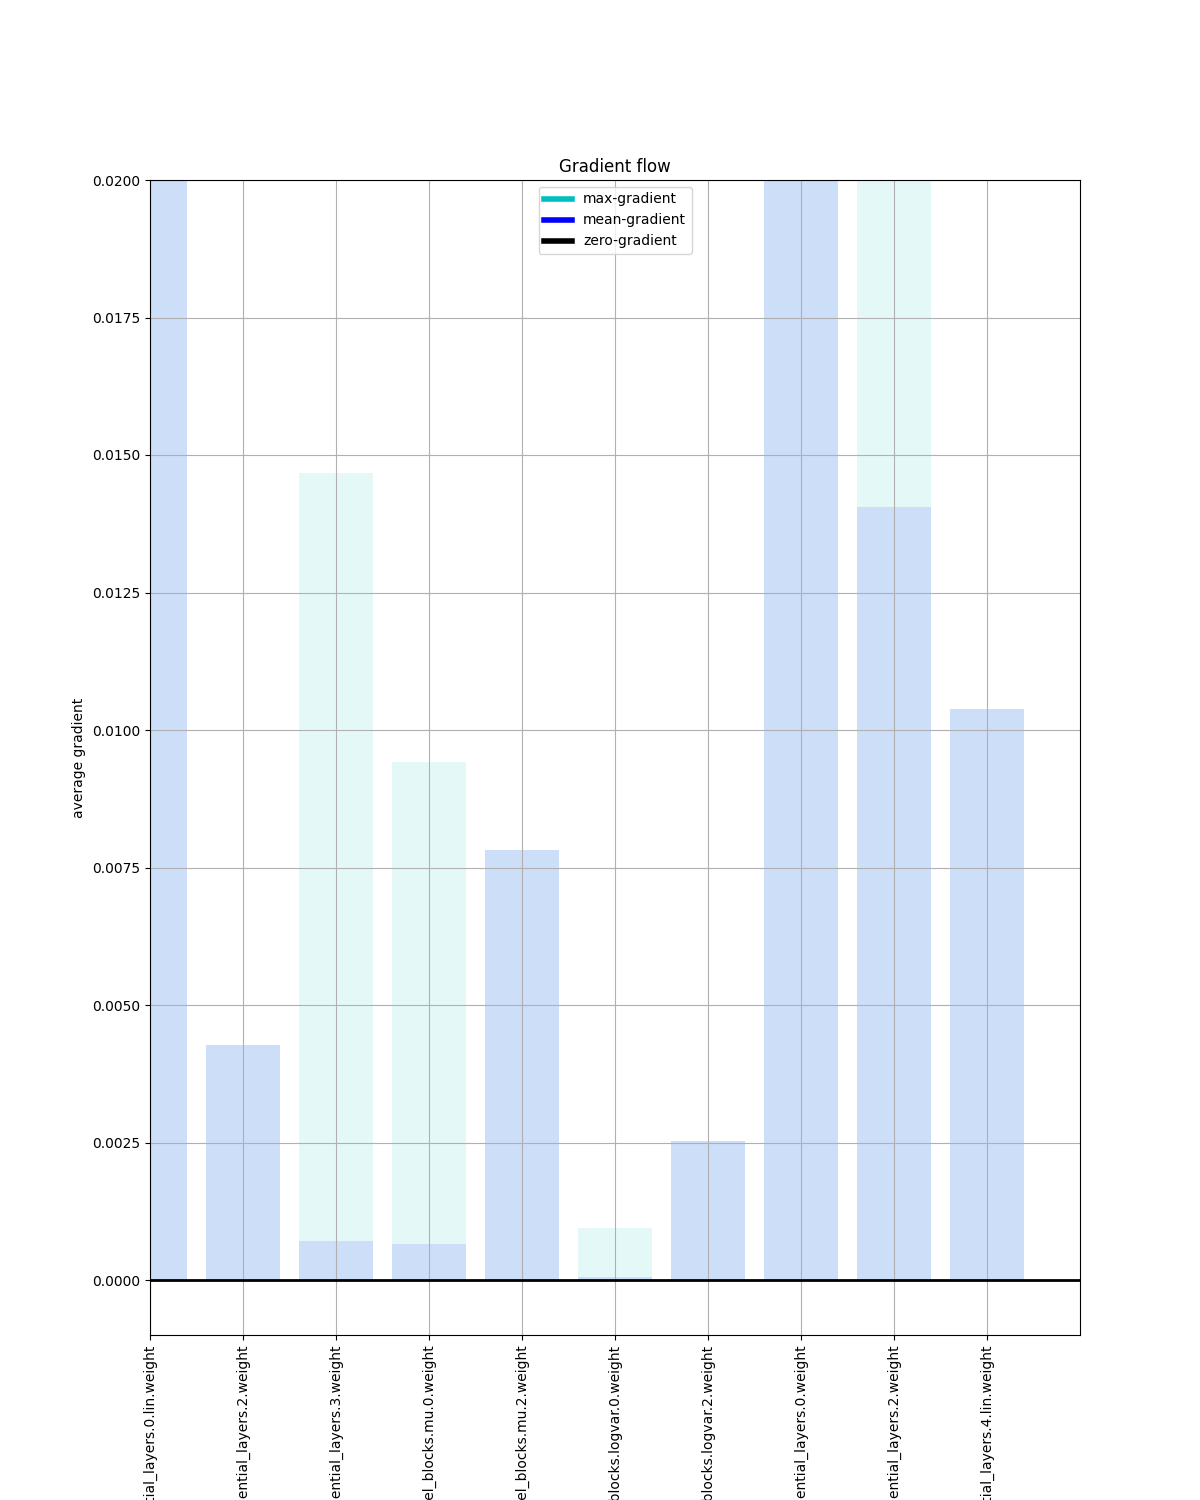 Gradient flow
max-gradient
mean-gradient
zero-gradient
average gradient
0.0200
0.0175
0.0150
0.0125
0.0100
0.0075
0.0050
0.0025
0.0000
tial_layers.0.lin.weight
ential_layers.2.weight
ential_layers.3.weight
el_blocks.mu.0.weight
el_blocks.mu.2.weight
blocks.logvar.0.weight
blocks.logvar.2.weight
ential_layers.0.weight
ential_layers.2.weight
tial_layers.4.lin.weight